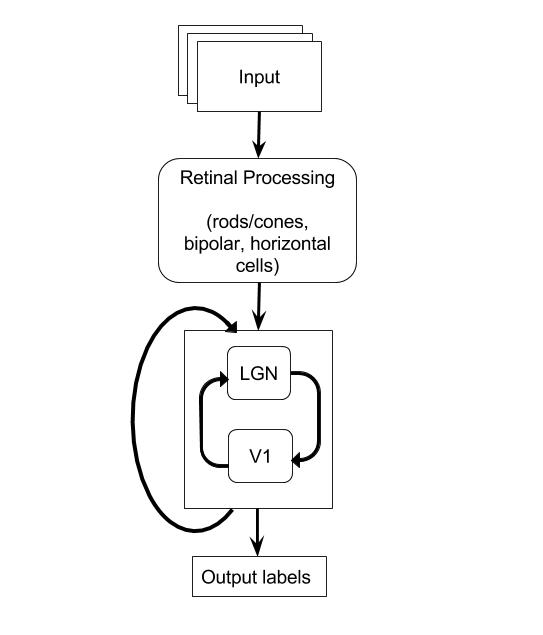 Input
Retinal Processing
(rods/cones,
bipolar, horizontal
cells)
LGN
V1
Output labels